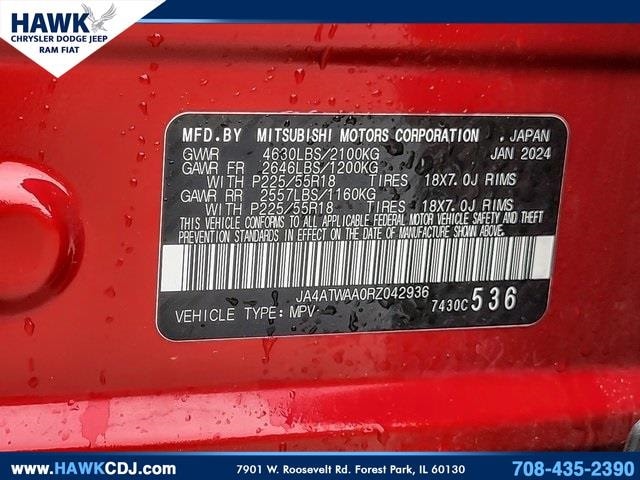 HAWK
CHRYSLER DODGE JEEP
RAM FIAT
MFD.BY MITSUBISHI MOTORS CORPORATION , JAPAN
GVWR 4630LBS/2100KG JAN 2024
GAWR FR 2646LBS/1200KG
WITH P225/55R18 TIRES 18X7.0J RIMS
GAWR RR 2557LBS/1160KG
WITH P225/55R18 TIRES 18X7.0J RIMS
THIS VEHICLE CONFORMS TO ALL APPLICABLE FEDERAL MOTOR VEHICLE SAFETY AND THEFT
PREVENTION STANDARDS IN EFFECT ON THE DATE OF MANUFACTURE SHOWN ABOVE.
JA4ATWAA0RZ042936
VEHICLE TYPE:MPV 7430C536
www.HAWKCDJ.com 7901 W. Roosevelt Rd. Forest Park, IL 60130 708-435-2390